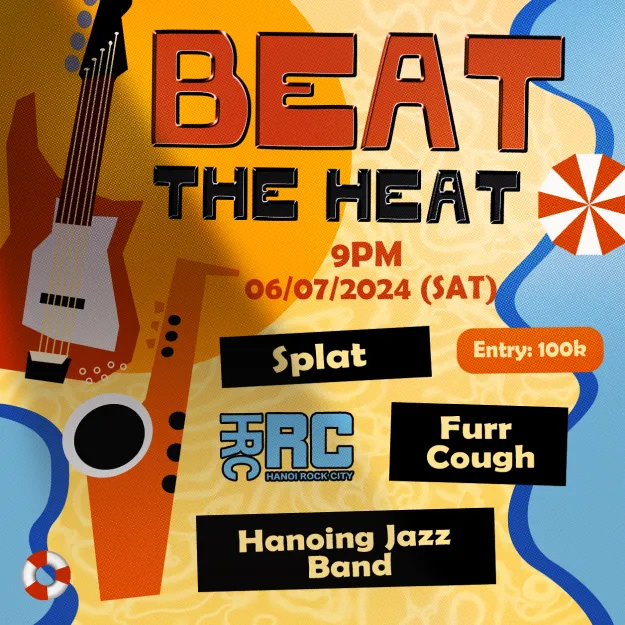 BEAT
THE HEAT
9PM
06/07/2024 (SAT)
Splat
Entry: 100k
HRC
RC
HANOI ROCK CITY
Furr
Cough
Hanoing Jazz
Band